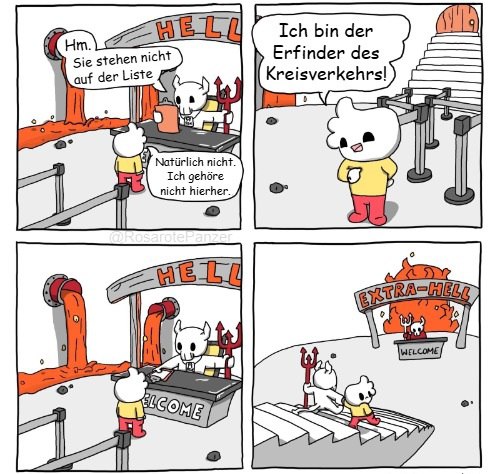 HELL
Hm.
Sie stehen nicht
auf der Liste
Natürlich nicht.
Ich gehöre
nicht hierher.
Ich bin der
Erfinder des
Kreisverkehrs!
@RosarotePanzer
HELL
ELCOME
EXTRA-HELL
WELCOME